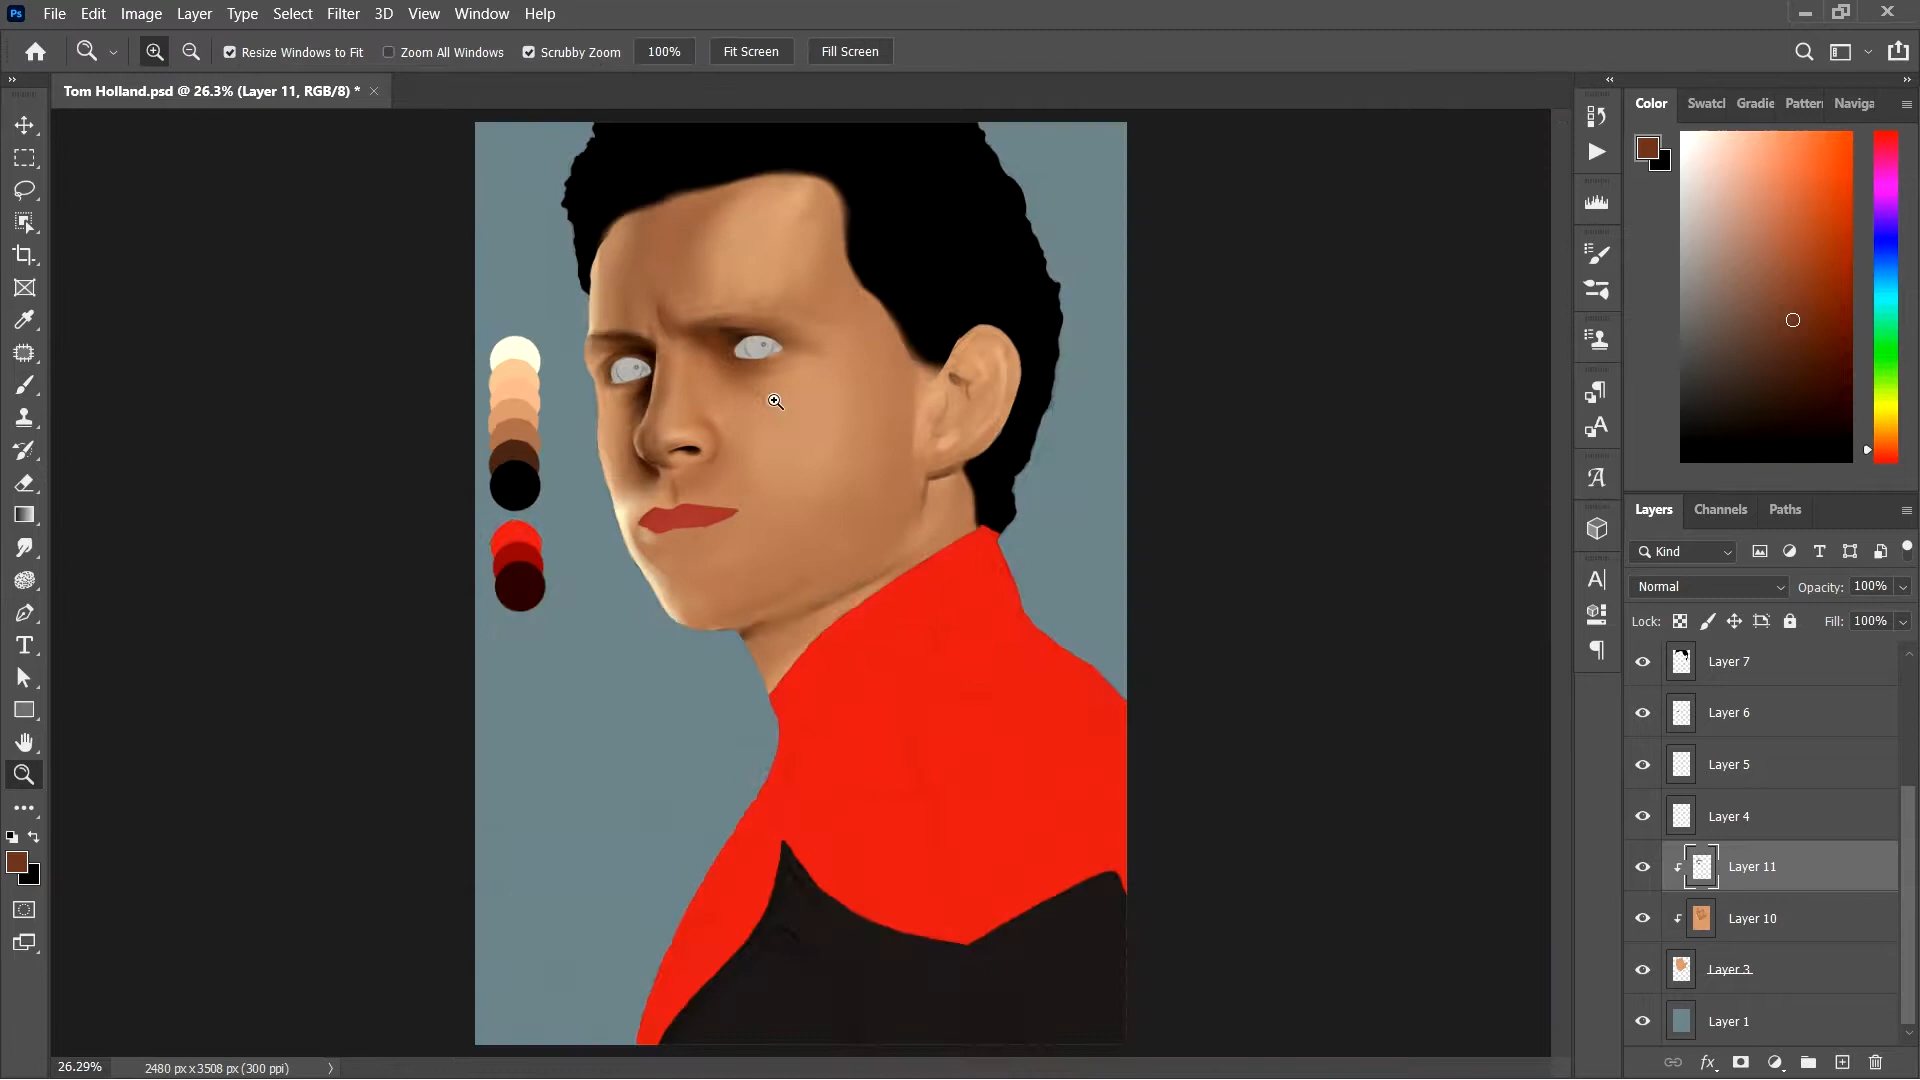 Ps File Edit Image Layer Type Select Filter 3D View Window Help
Resize Windows to Fit Zoom All Windows Scrubby Zoom 100% Fit Screen Fill Screen
Tom Holland.psd @ 26.3% (Layer 11, RGB/8) *
Color Swatcl Gradie Patterr Naviga
Layers Channels Paths
Kind
Normal Opacity: 100%
Lock: Fill: 100%
Layer 7
Layer 6
Layer 5
Layer 4
Layer 11
Layer 10
Layer 3
Layer 1
26.29% 2480 px x 3508 px (300 ppi)